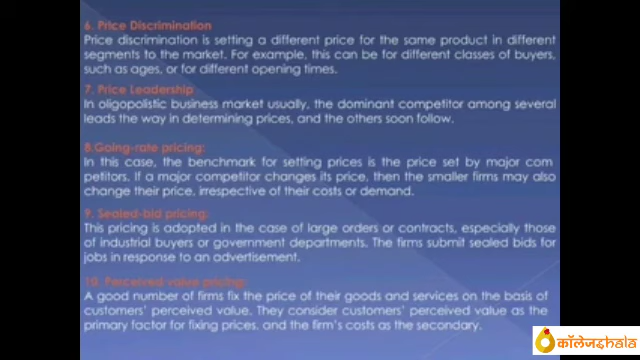 6. Price Discrimination
Price discrimination is setting a different price for the same product in different
segments to the market. For example, this can be for different classes of buyers,
such as ages, or for different opening times.
7. Price Leadership
In oligopolistic business market usually, the dominant competitor among several
leads the way in determining prices, and the others soon follow.
8.Going-rate pricing:
In this case, the benchmark for setting prices is the price set by major com
petitors. If a major competitor changes its price, then the smaller firms may also
change their price, irrespective of their costs or demand.
9. Sealed-bid pricing:
This pricing is adopted in the case of large orders or contracts, especially those
of industrial buyers or government departments. The firms submit sealed bids for
jobs in response to an advertisement.
10. Perceived-value pricing:
A good number of firms fix the price of their goods and services on the basis of
customers' perceived value. They consider customers' perceived value as the
primary factor for fixing prices, and the firm's costs as the secondary.
कॉलेजशाला